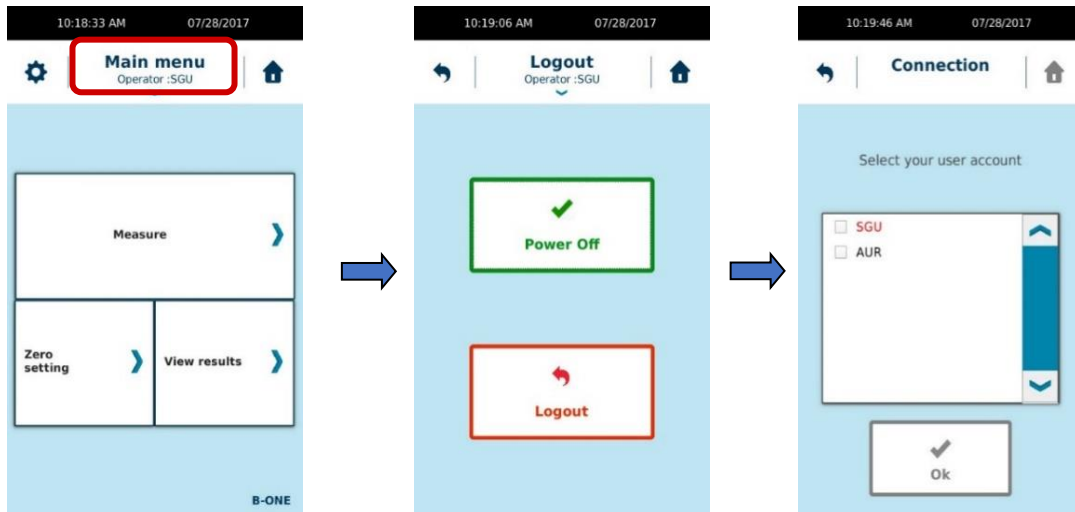 10:18:33 AM 07/28/2017
Main menu
Operator :SGU
Measure
Zero
setting
View results
B-ONE
10:19:06 AM 07/28/2017
Logout
Operator :SGU
Power Off
Logout
10:19:46 AM 07/28/2017
Connection
Select your user account
SGU
AUR
Ok